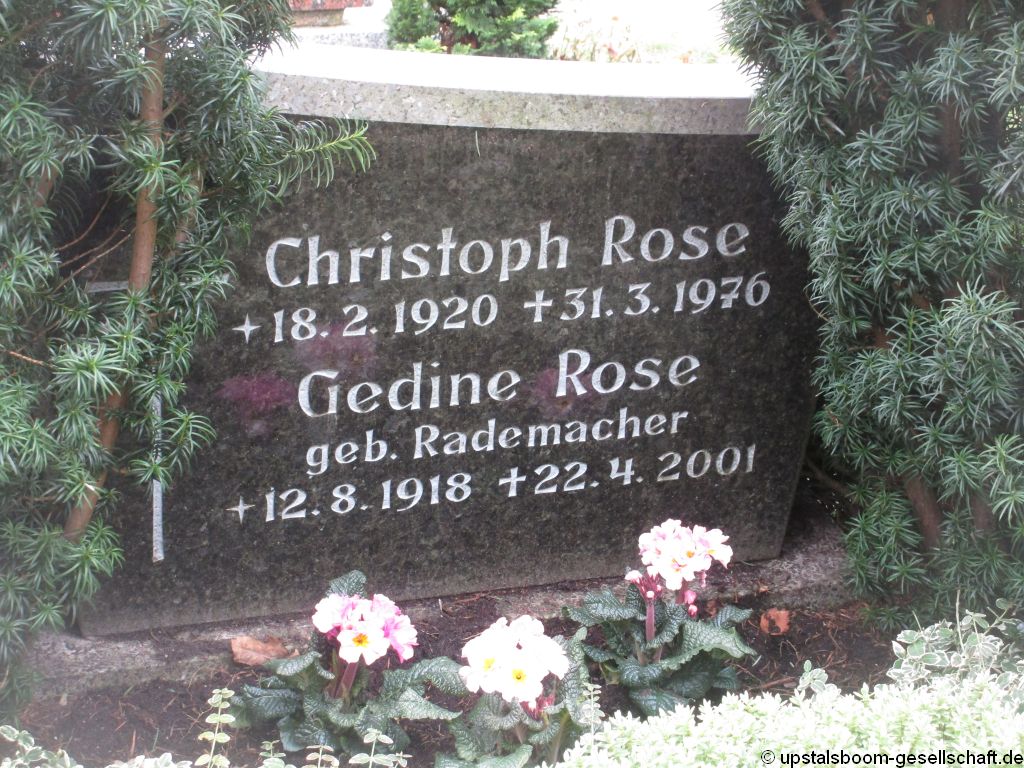 Christoph Rose
✦ 18. 2. 1920 ✝ 31. 3. 1976
Gedine Rose
geb. Rademacher
✦ 12. 8. 1918 ✝ 22. 4. 2001
© upstalsboom-gesellschaft.de